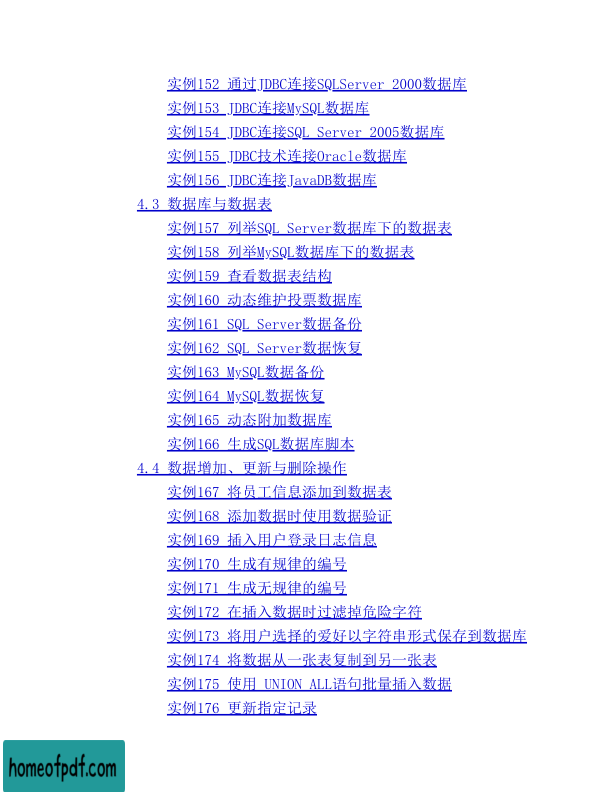 实例152 通过JDBC连接SQLServer 2000数据库
实例153 JDBC连接MySQL数据库
实例154 JDBC连接SQL Server 2005数据库
实例155 JDBC技术连接Oracle数据库
实例156 JDBC连接JavaDB数据库
4.3 数据库与数据表
实例157 列举SQL Server数据库下的数据表
实例158 列举MySQL数据库下的数据表
实例159 查看数据表结构
实例160 动态维护投票数据库
实例161 SQL Server数据备份
实例162 SQL Server数据恢复
实例163 MySQL数据备份
实例164 MySQL数据恢复
实例165 动态附加数据库
实例166 生成SQL数据库脚本
4.4 数据增加、更新与删除操作
实例167 将员工信息添加到数据表
实例168 添加数据时使用数据验证
实例169 插入用户登录日志信息
实例170 生成有规律的编号
实例171 生成无规律的编号
实例172 在插入数据时过滤掉危险字符
实例173 将用户选择的爱好以字符串形式保存到数据库
实例174 将数据从一张表复制到另一张表
实例175 使用 UNION ALL语句批量插入数据
实例176 更新指定记录
homeofpdf.com